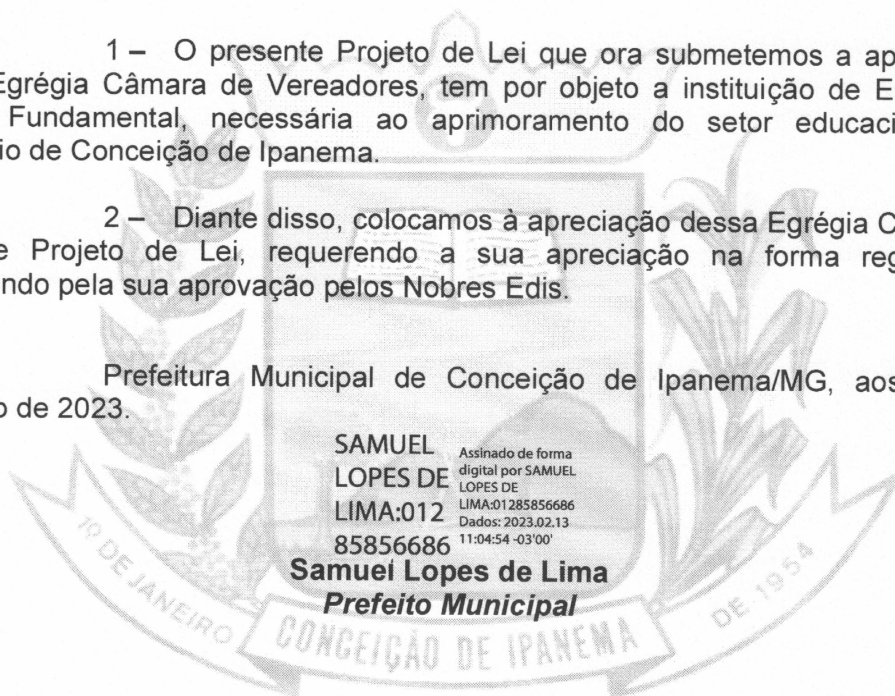 1 – O presente Projeto de Lei que ora submetemos a ap
Egrégia Câmara de Vereadores, tem por objeto a instituição de E
Fundamental, necessária ao aprimoramento do setor educaci
io de Conceição de Ipanema.
2 – Diante disso, colocamos à apreciação dessa Egrégia C
e Projeto de Lei, requerendo a sua apreciação na forma reg
ndo pela sua aprovação pelos Nobres Edis.
Prefeitura Municipal de Conceição de Ipanema/MG, aos
o de 2023.
SAMUEL
LOPES DE
LIMA:012
85856686
Assinado de forma
digital por SAMUEL
LOPES DE
LIMA:01285856686
Dados: 2023.02.13
11:04:54 -03'00'
Samuel Lopes de Lima
Prefeito Municipal
1º DE JANEIRO
CONCEIÇÃO DE IPANEMA
DE 1954